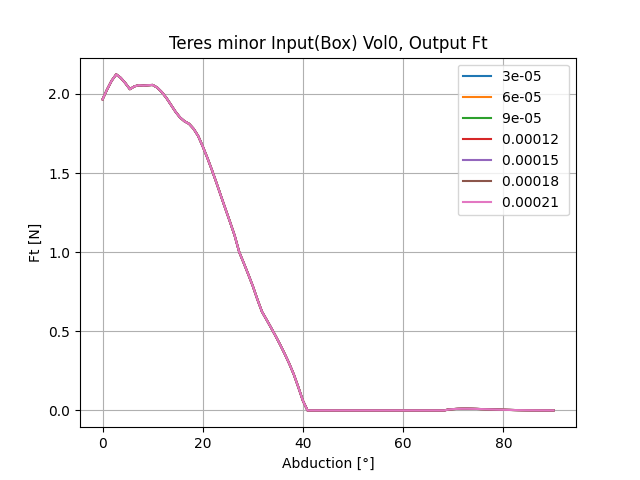 Teres minor Input(Box) Vol0, Output Ft
3e-05
6e-05
9e-05
0.00012
0.00015
0.00018
0.00021
2.0
1.5
1.0
0.5
0.0
Ft [N]
0 20 40 60 80
Abduction [°]